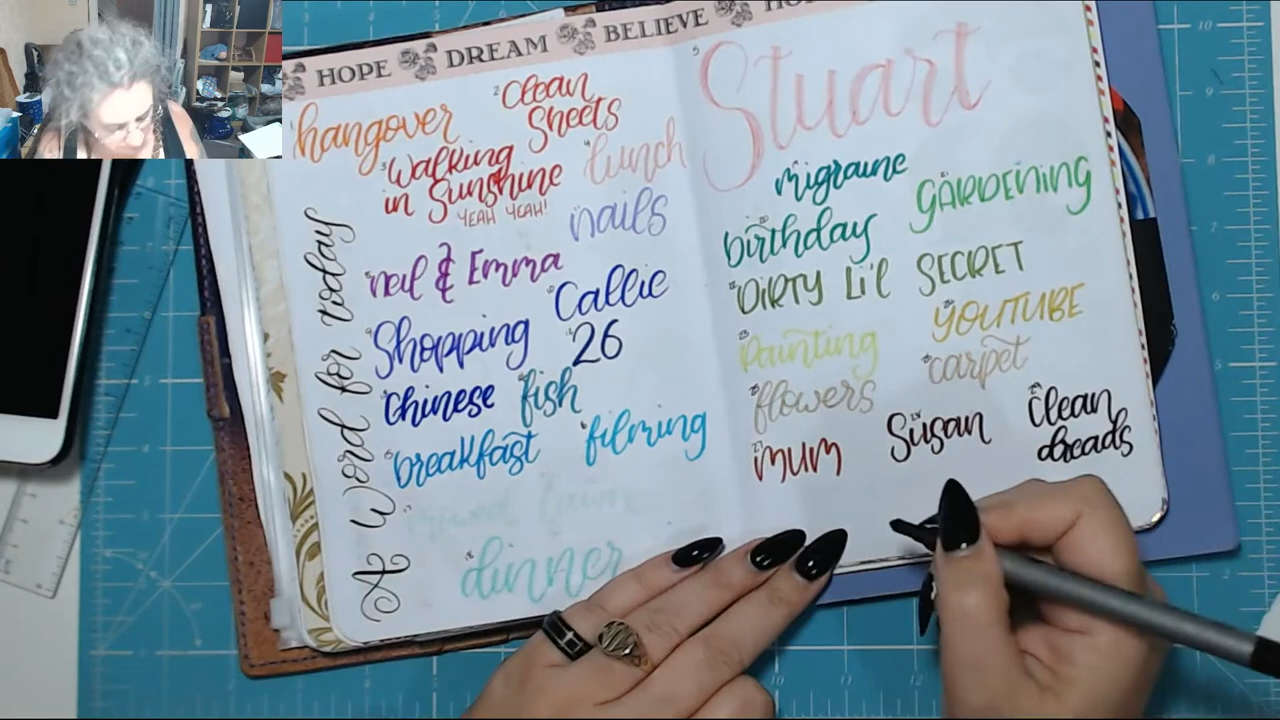 HOPE DREAM BELIEVE HOP
A Word for today
hangover
Clean
Sheets
Walking
in Sunshine
YEAH YEAH!
lunch
nails
neil & Emma
Callie
Shopping
26
chinese
fish
breakfast
filming
dinner
Stuart
migraine
GARDENING
birthday
DIRTY Li'l SECRET
YOUTUBE
Painting
carpet
flowers
mum
Susan
Clean
dreads